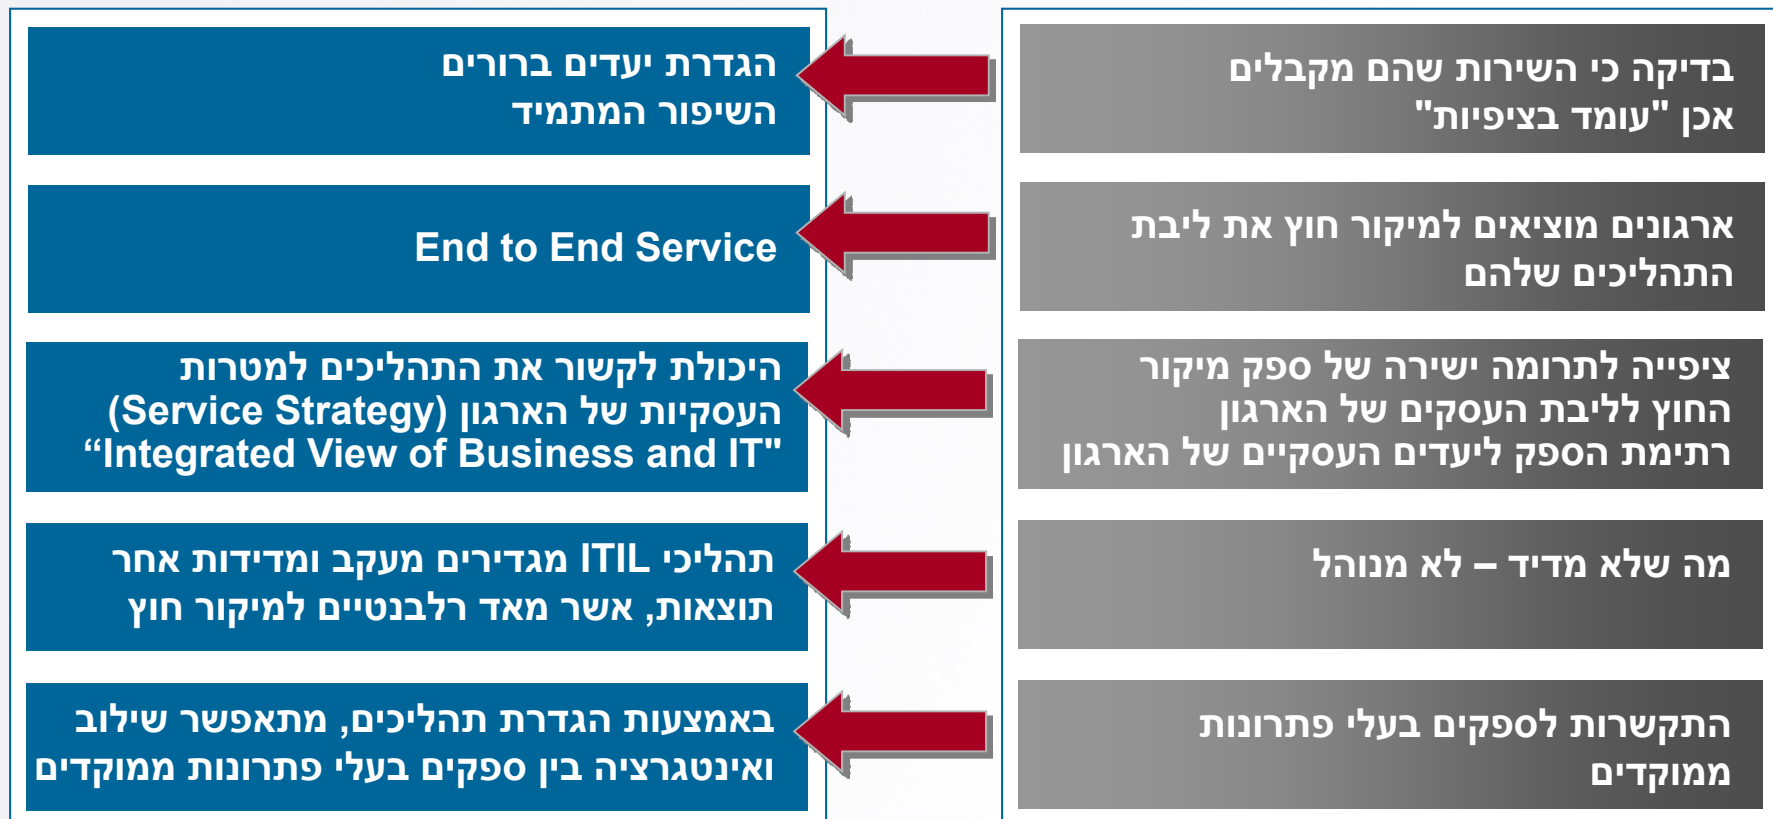 בדיקה כי השירות שהם מקבלים
אכן "עומד בציפיות"
הגדרת יעדים ברורים
השיפור המתמיד
ארגונים מוציאים למיקור חוץ את ליבת
התהליכים שלהם
End to End Service
ציפייה לתרומה ישירה של ספק מיקור
החוץ לליבת העסקים של הארגון
רתימת הספק ליעדים העסקיים של הארגון
היכולת לקשור את התהליכים למטרות
העסקיות של הארגון (Service Strategy)
“Integrated View of Business and IT"
מה שלא מדיד – לא מנוהל
תהליכי ITIL מגדירים מעקב ומדידות אחר
תוצאות, אשר מאד רלבנטיים למיקור חוץ
התקשרות לספקים בעלי פתרונות
ממוקדים
באמצעות הגדרת תהליכים, מתאפשר שילוב
ואינטגרציה בין ספקים בעלי פתרונות ממוקדים